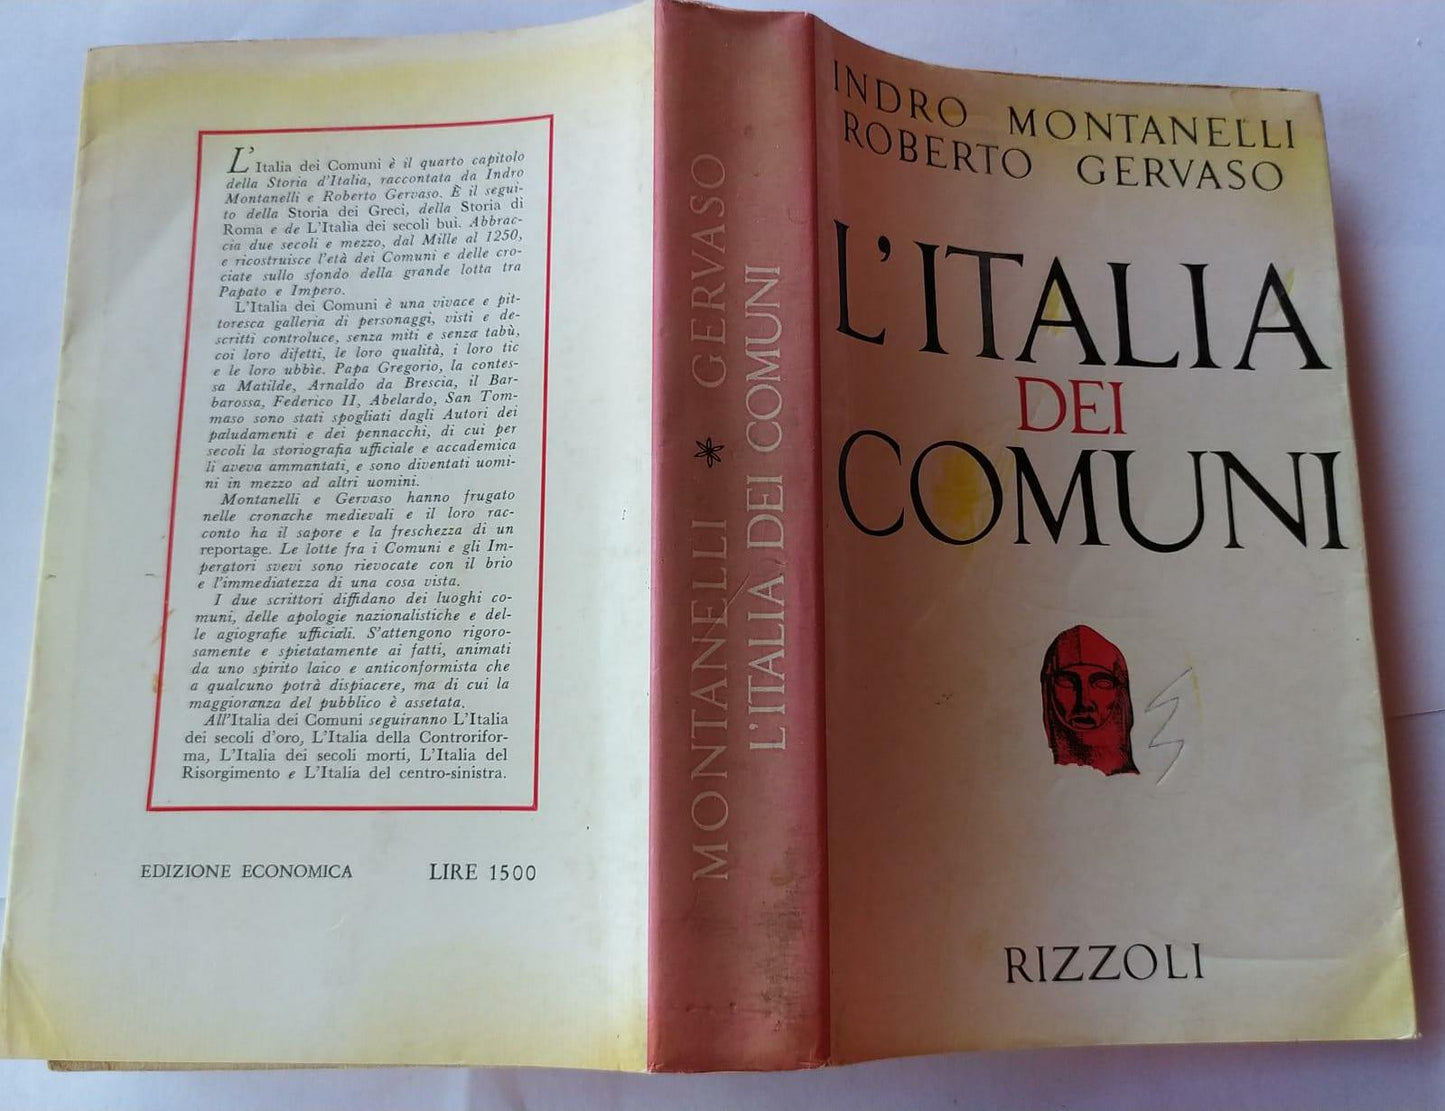 L'Italia dei Comuni è il quarto capitolo
della Storia d'Italia, raccontata da Indro
Montanelli e Roberto Gervaso. È il segui-
to della Storia dei Greci, della Storia di
Roma e de L'Italia dei secoli bui. Abbrac-
cia due secoli e mezzo, dal Mille al 1250,
e ricostruisce l'età dei Comuni e delle cro-
ciate sullo sfondo della grande lotta tra
Papato e Impero.
L'Italia dei Comuni è una vivace e pit-
toresca galleria di personaggi, visti e de-
scritti controluce, senza miti e senza tabù,
coi loro difetti, le loro qualità, i loro tic
e le loro ubbìe. Papa Gregorio, la contes-
sa Matilde, Arnaldo da Brescia, il Bar-
barossa, Federico II, Abelardo, San Tom-
maso sono stati spogliati dagli Autori dei
paludamenti e dei pennacchi, di cui per
secoli la storiografia ufficiale e accademica
li aveva ammantati, e sono diventati uomi-
ni in mezzo ad altri uomini.
Montanelli e Gervaso hanno frugato
nelle cronache medievali e il loro rac-
conto ha il sapore e la freschezza di un
reportage. Le lotte fra i Comuni e gli Im-
peratori svevi sono rievocate con il brio
e l'immediatezza di una cosa vista.
I due scrittori diffidano dei luoghi co-
muni, delle apologie nazionalistiche e del-
le agiografie ufficiali. S'attengono rigoro-
samente e spietatamente ai fatti, animati
da uno spirito laico e anticonformista che
a qualcuno potrà dispiacere, ma di cui la
maggioranza del pubblico è assetata.
All'Italia dei Comuni seguiranno L'Italia
dei secoli d'oro, L'Italia della Controrifor-
ma, L'Italia dei secoli morti, L'Italia del
Risorgimento e L'Italia del centro-sinistra.
EDIZIONE ECONOMICA LIRE 1500
MONTANELLI * GERVASO
L'ITALIA DEI COMUNI
INDRO MONTANELLI
ROBERTO GERVASO
L'ITALIA
DEI
COMUNI
RIZZOLI